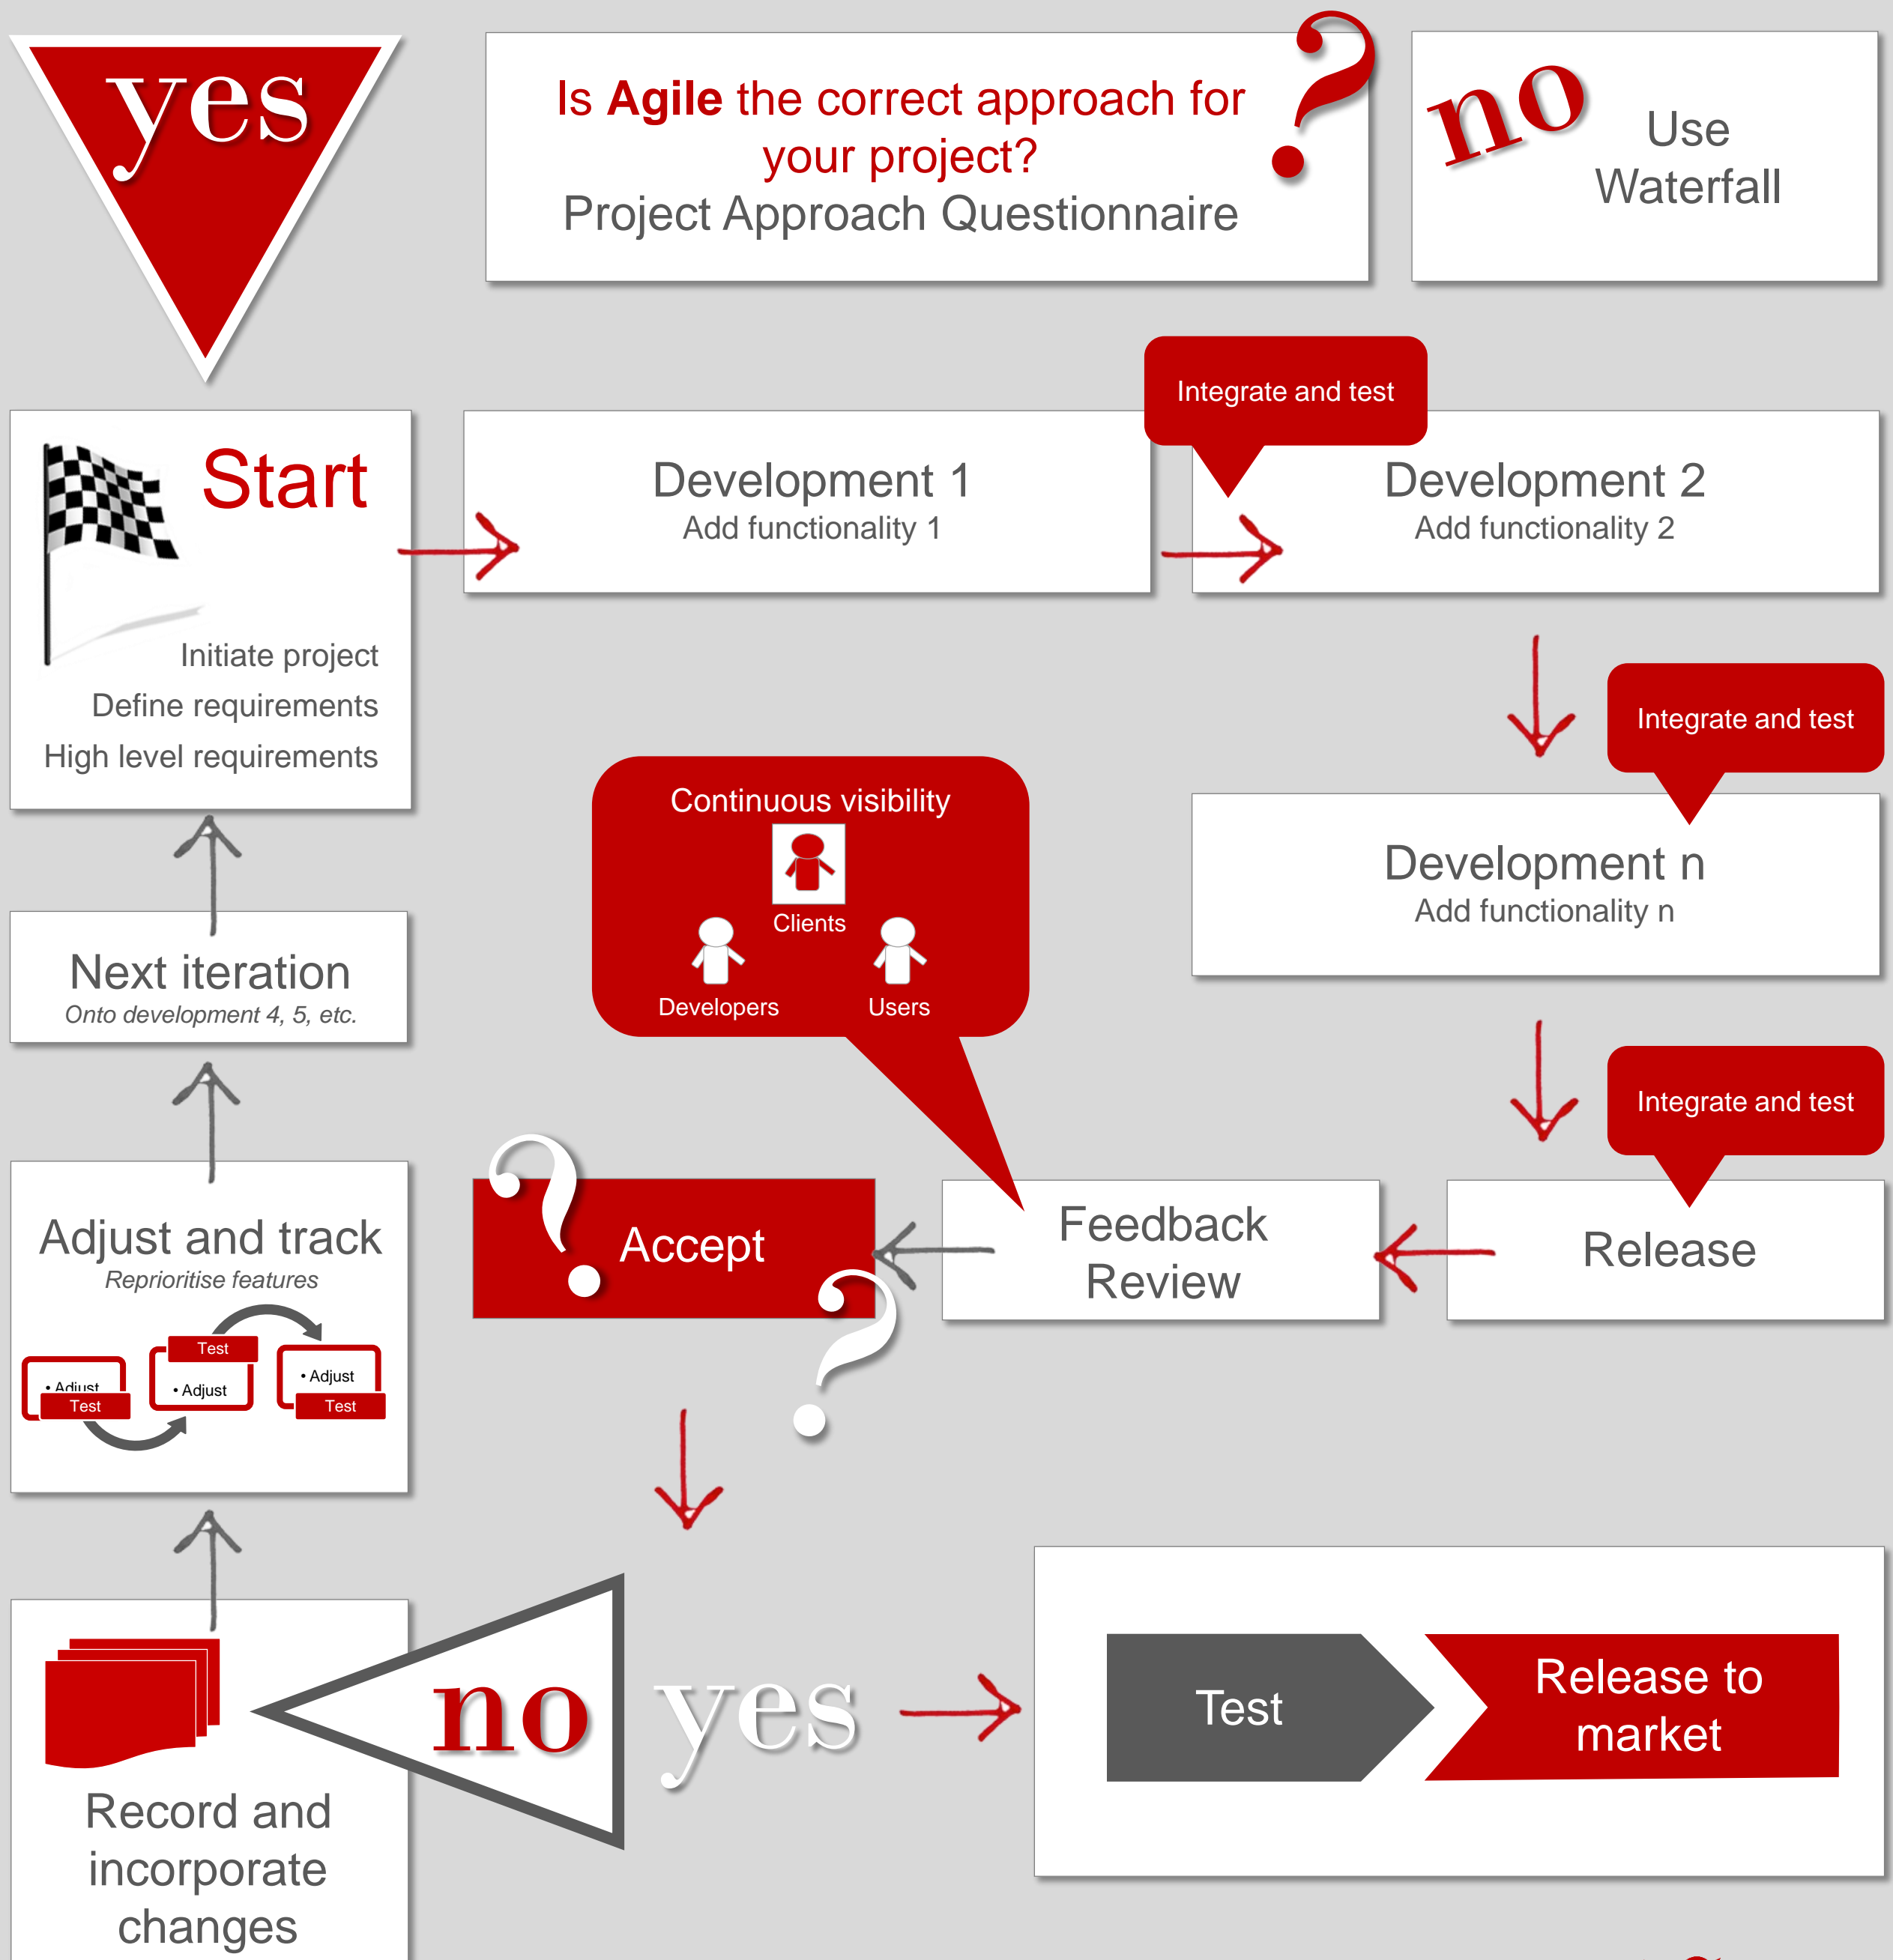 yes
Is Agile the correct approach for
your project?
Project Approach Questionnaire
?
no
Use
Waterfall
Start
Initiate project
Define requirements
High level requirements
Development 1
Add functionality 1
Integrate and test
Development 2
Add functionality 2
Integrate and test
Development n
Add functionality n
Continuous visibility
Clients
Developers
Users
Next iteration
Onto development 4, 5, etc.
Integrate and test
Release
Feedback
Review
?
Accept
?
Adjust and track
Reprioritise features
• Adjust
Test
Test
• Adjust
• Adjust
Test
no
yes
Test
Release to
market
Record and
incorporate
changes